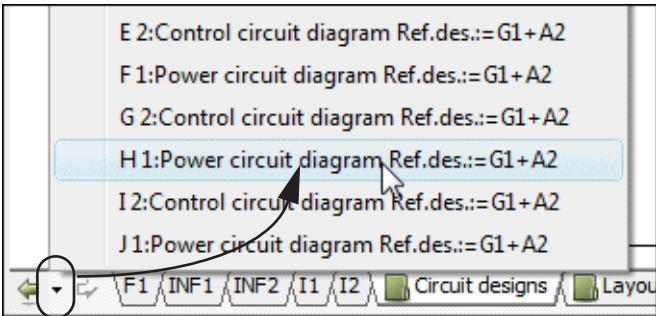 E 2:Control circuit diagram Ref.des.:=G1+A2
F 1:Power circuit diagram Ref.des.:=G1+A2
G 2:Control circuit diagram Ref.des.:=G1+A2
H 1:Power circuit diagram Ref.des.:=G1+A2
I 2:Control circuit diagram Ref.des.:=G1+A2
J 1:Power circuit diagram Ref.des.:=G1+A2
F1 INF1 INF2 I1 I2 Circuit designs Layou